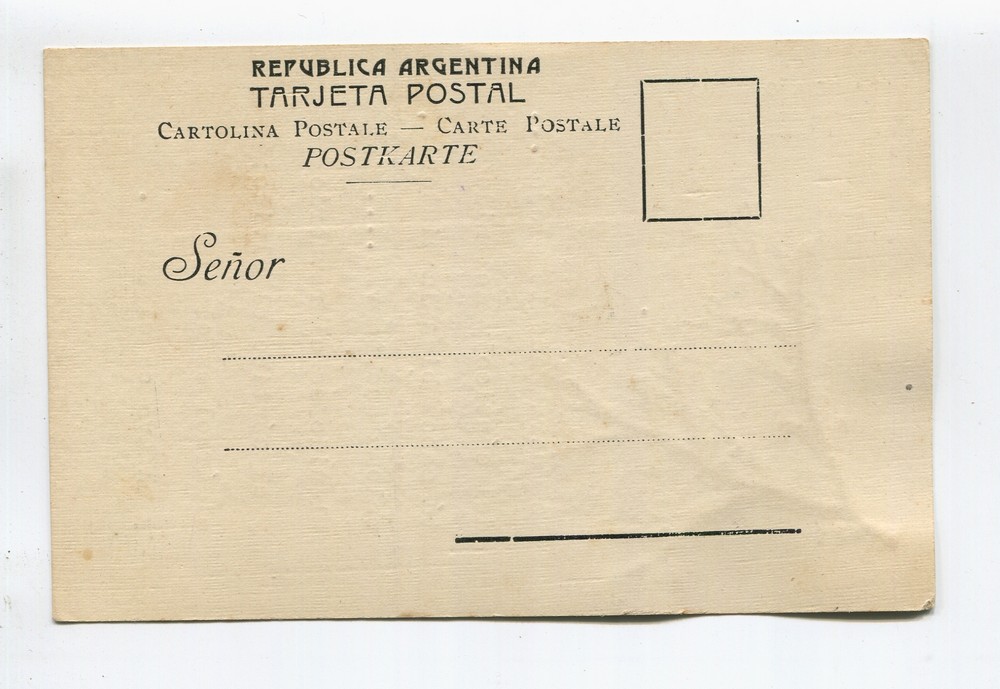 REPUBLICA ARGENTINA
TARJETA POSTAL
CARTOLINA POSTALE — CARTE POSTALE
POSTKARTE
Señor